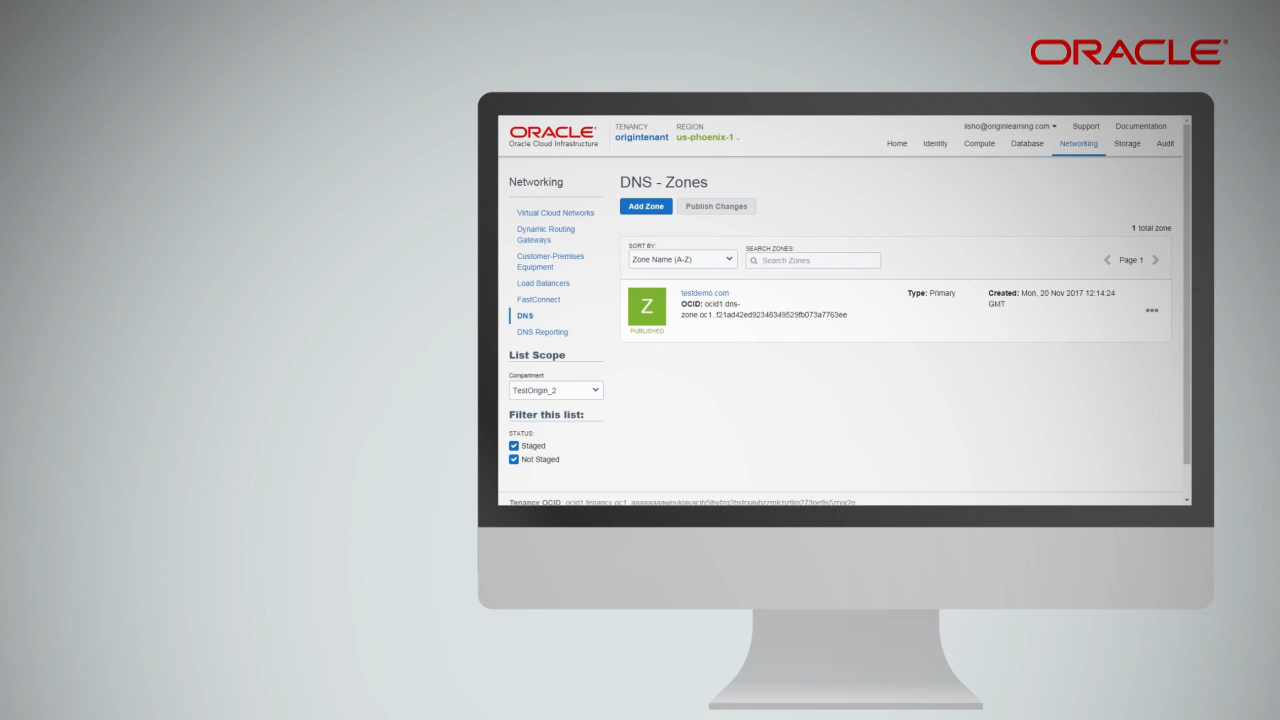 ORACLE
ORACLE
Oracle Cloud Infrastructure
TENANCY
origintenant
REGION
us-phoenix-1
lisho@originlearning.com
Support
Documentation
Home
Identity
Compute
Database
Networking
Storage
Audit
Networking
Virtual Cloud Networks
Dynamic Routing
Gateways
Customer-Premises
Equipment
Load Balancers
FastConnect
DNS
DNS Reporting
List Scope
Compartment
TestOrigin_2
Filter this list:
STATUS:
Staged
Not Staged
DNS - Zones
Add Zone
Publish Changes
1 total zone
SORT BY:
Zone Name (A-Z)
SEARCH ZONES:
Search Zones
Page 1
Z
PUBLISHED
testdemo.com
OCID: ocid1.dns-
zone.oc1..f21ad42ed92348349529fb073a7763ee
Type: Primary
Created: Mon, 20 Nov 2017 12:14:24
GMT
Tenancy OCID: